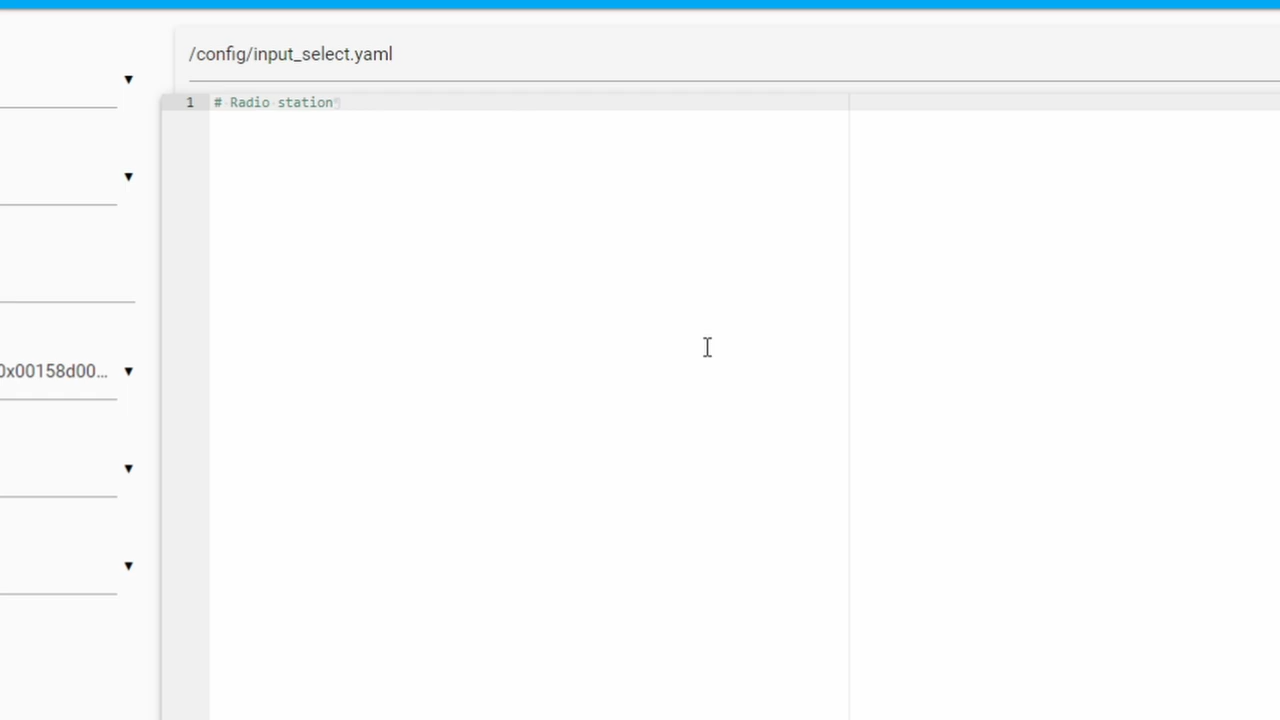 /config/input_select.yaml
1 # Radio station
0x00158d00…